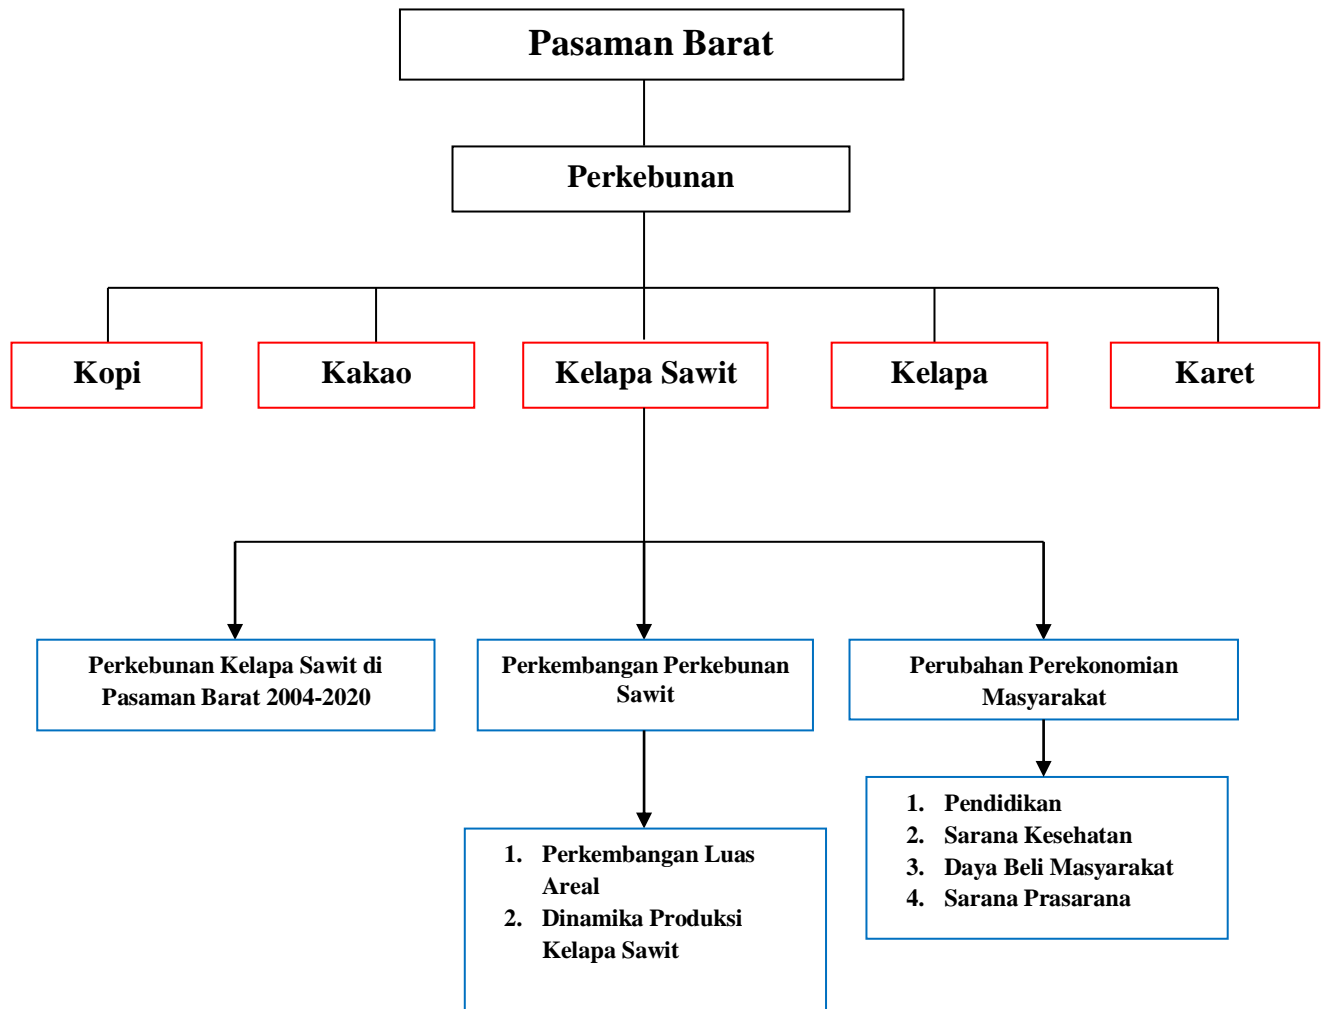 Pasaman Barat
Perkebunan
Kopi
Kakao
Kelapa Sawit
Kelapa
Karet
Perkebunan Kelapa Sawit di
Pasaman Barat 2004-2020
Perkembangan Perkebunan
Sawit
Perubahan Perekonomian
Masyarakat
1. Perkembangan Luas
Areal
2. Dinamika Produksi
Kelapa Sawit
1. Pendidikan
2. Sarana Kesehatan
3. Daya Beli Masyarakat
4. Sarana Prasarana